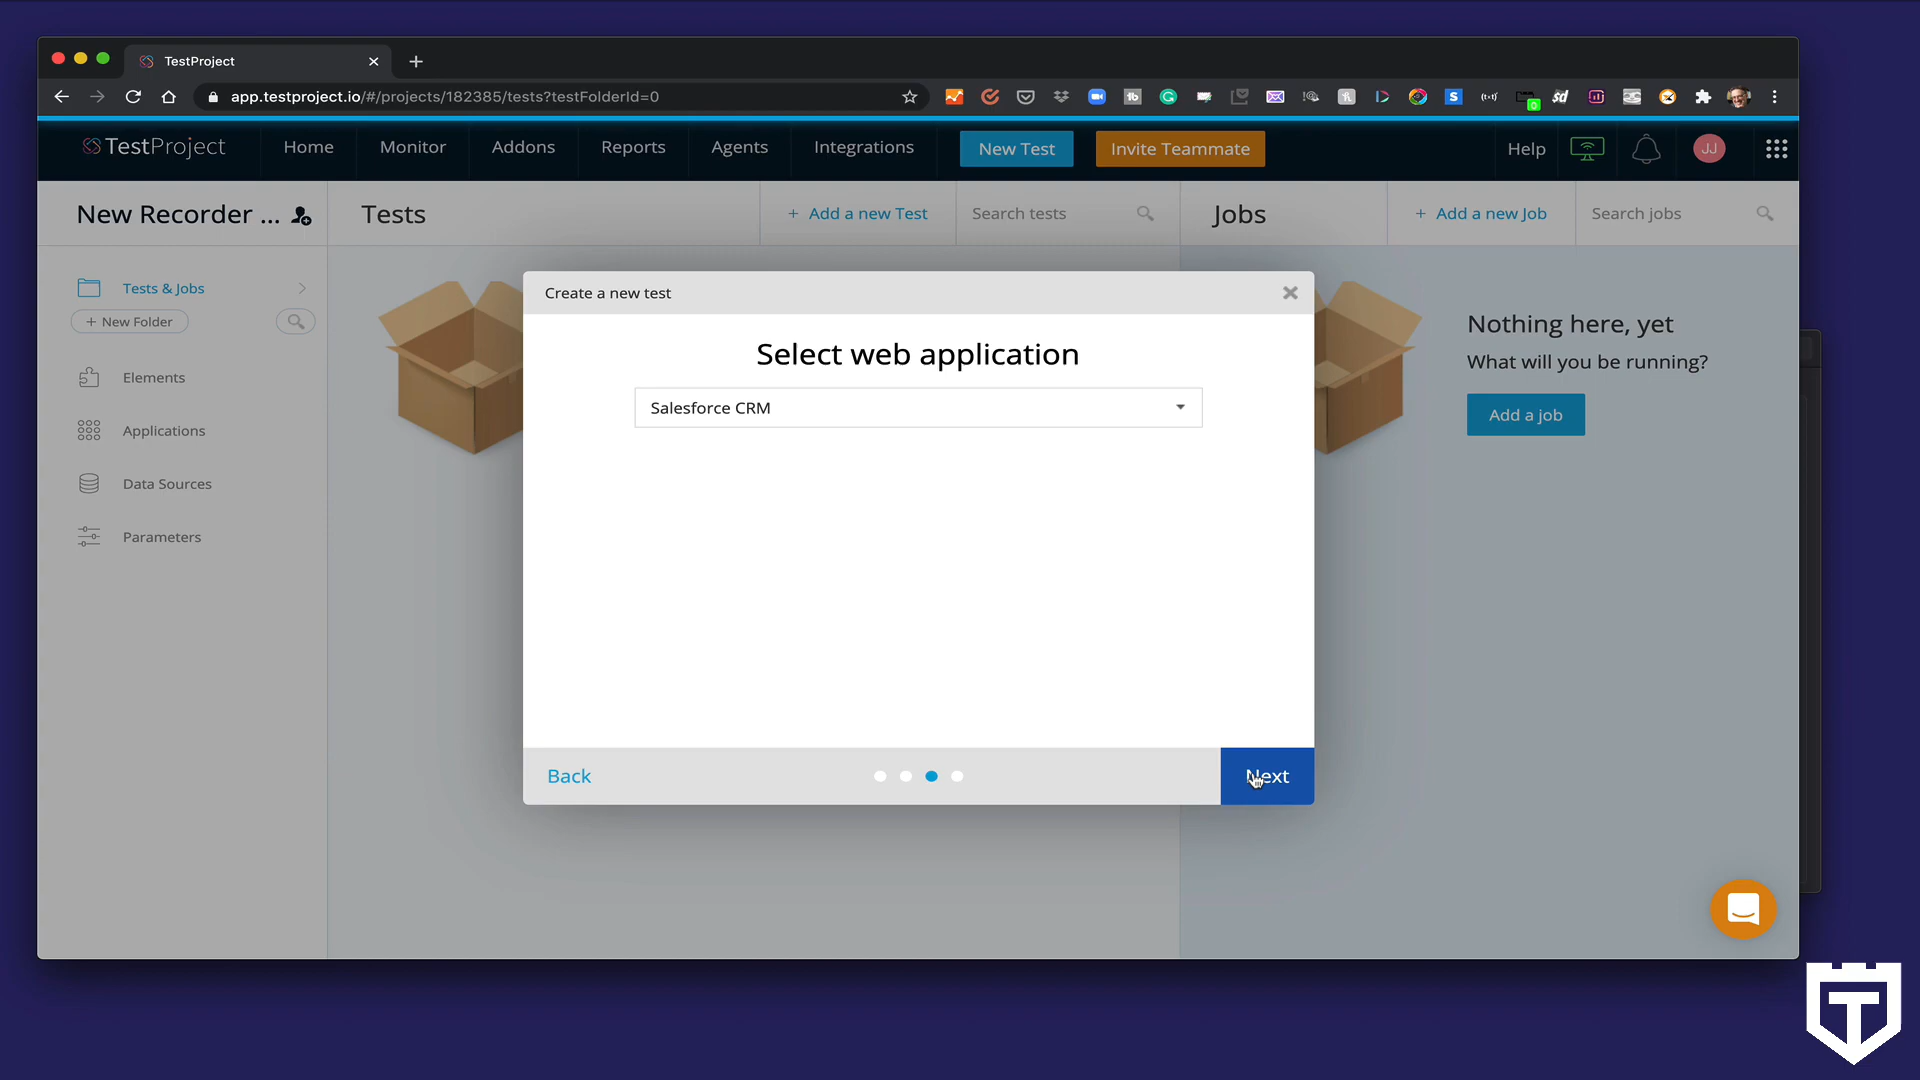 TestProject
app.testproject.io/#/projects/182385/tests?testFolderId=0
TestProject
Home
Monitor
Addons
Reports
Agents
Integrations
New Test
Invite Teammate
Help
JJ
New Recorder ...
Tests
+ Add a new Test
Search tests
Jobs
+ Add a new Job
Search jobs
Tests & Jobs
+ New Folder
Elements
Applications
Data Sources
Parameters
Create a new test
Select web application
Salesforce CRM
Back
Next
Nothing here, yet
What will you be running?
Add a job